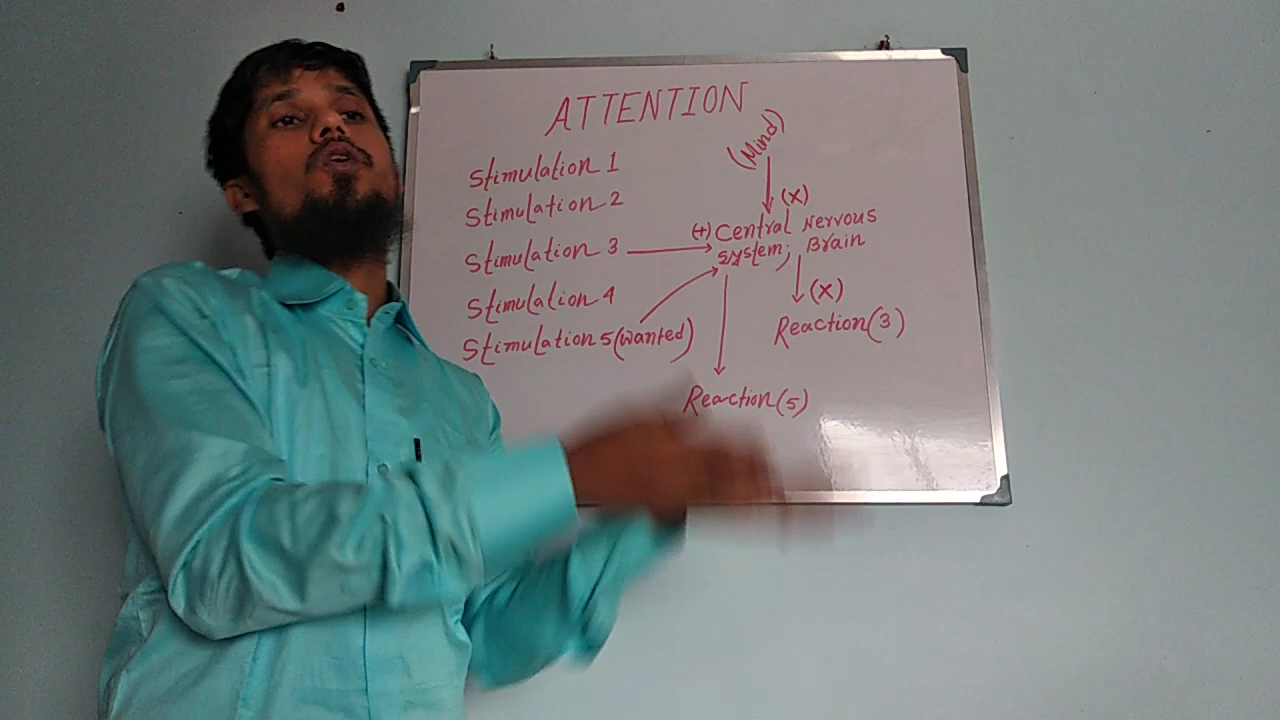 ATTENTION
(Mind)
Stimulation 1
(x)
Stimulation 2
(+) Central Nervous
System; Brain
Stimulation 3
Stimulation 4
(x)
Stimulation 5 (wanted)
Reaction (3)
Reaction (5)